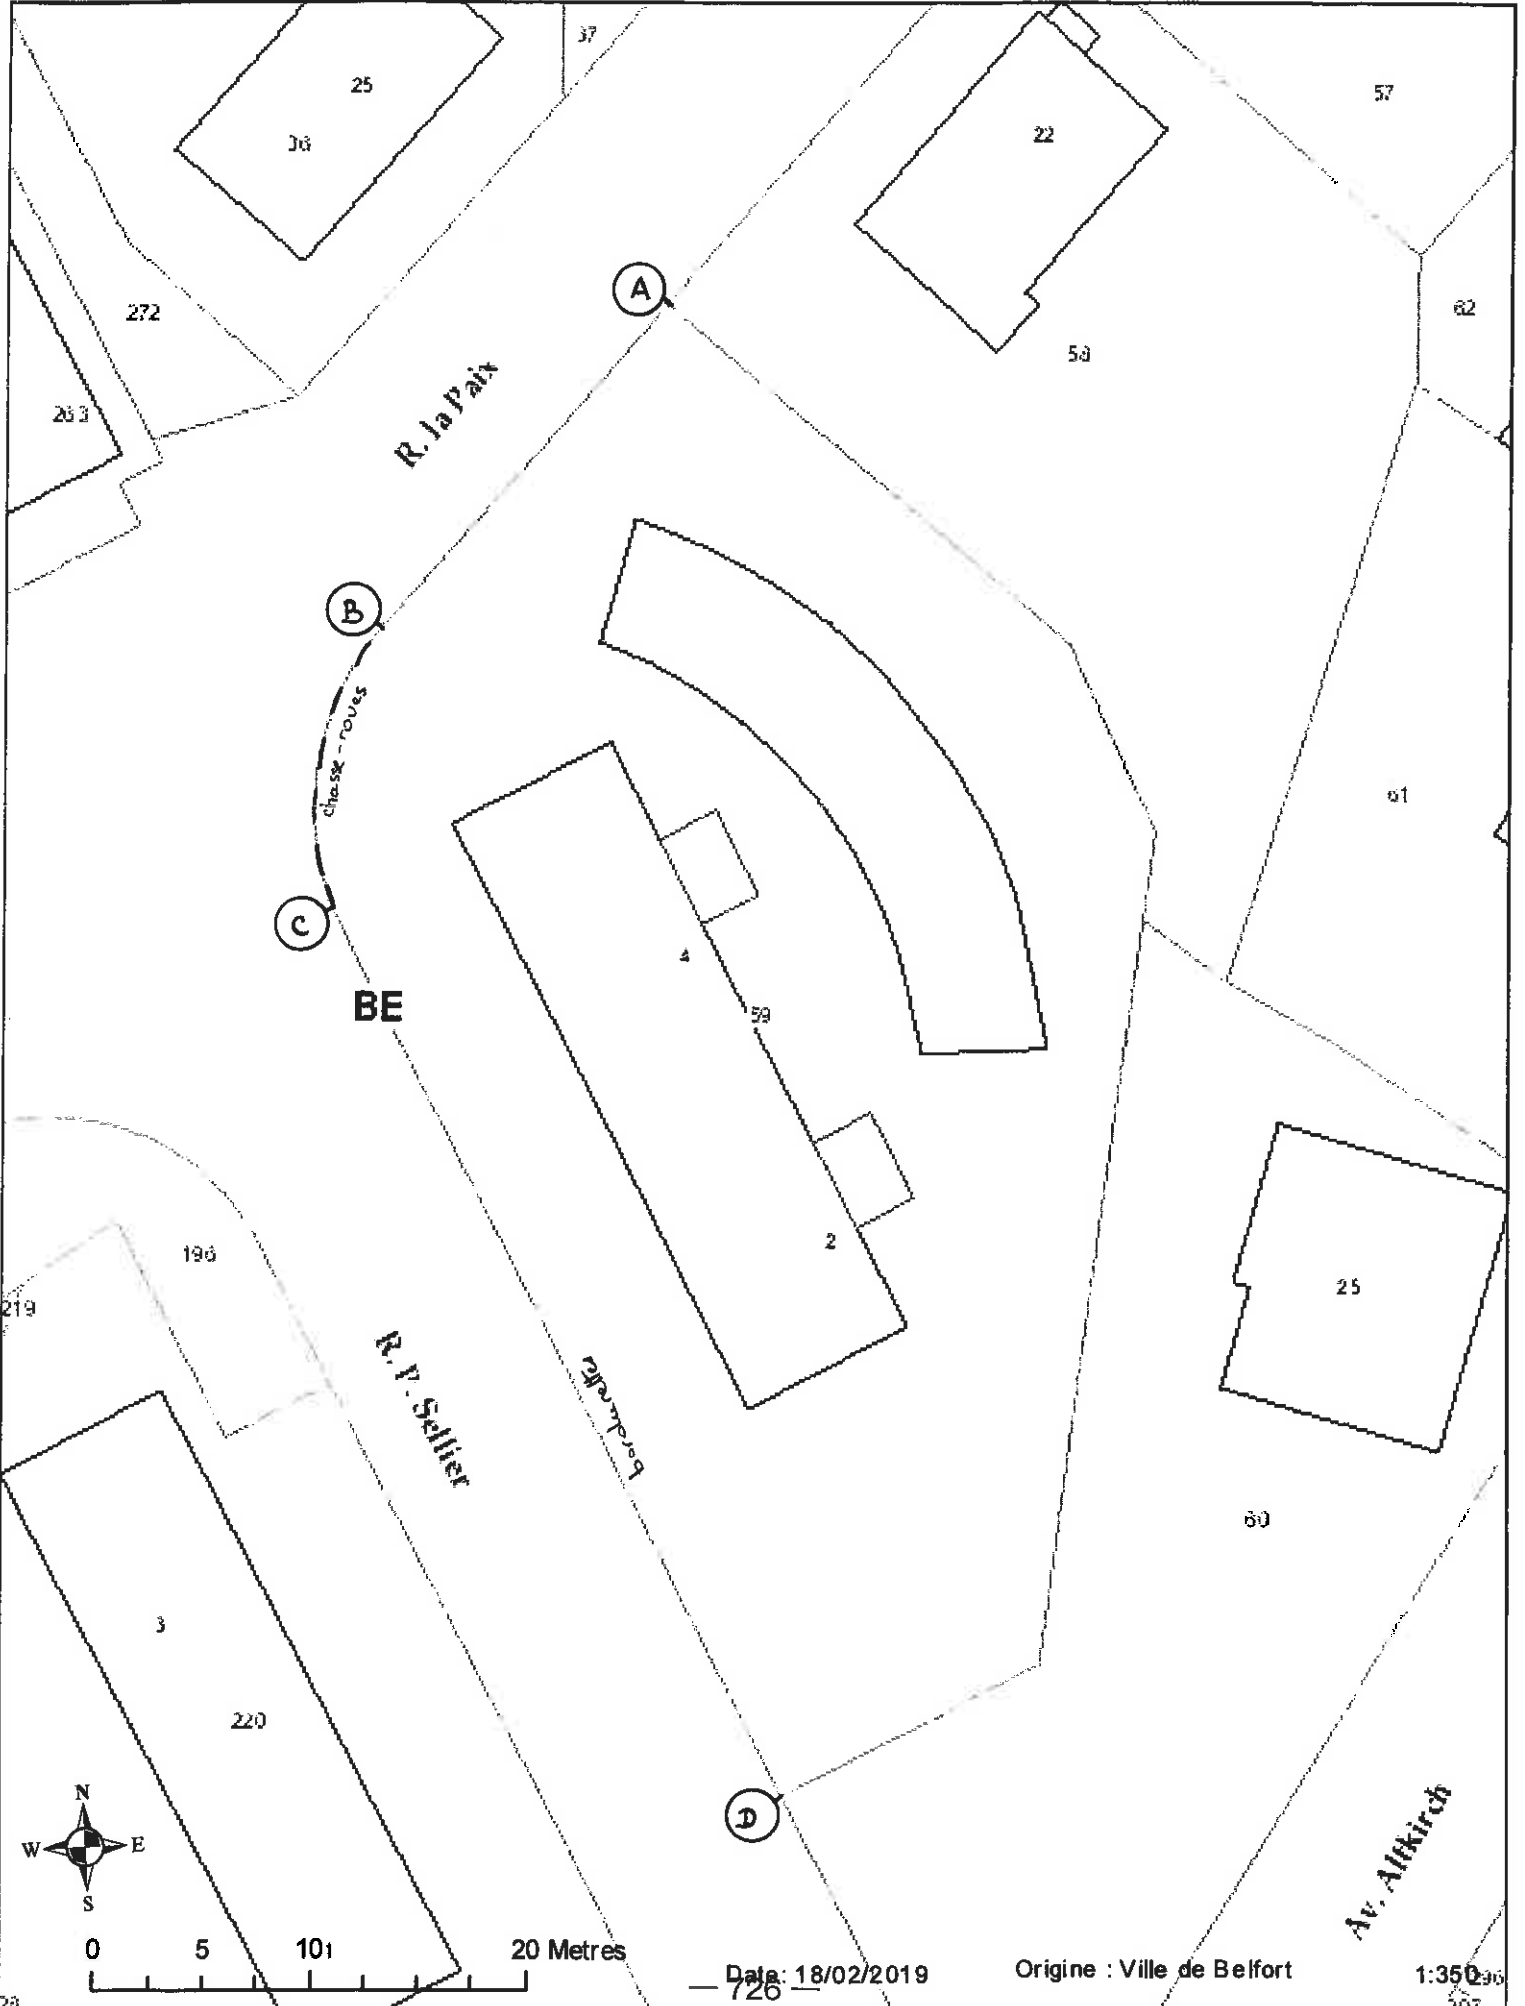 37
25
36
57
22
A
272
62
58
263
R. la Paix
B
chasse-roues
61
C
4
BE
59
196
2
25
219
R. P. Sellier
bordurettes
60
3
220
D
N
W E
S
Av. Altkirch
0 5 10 20 Metres
Date: 18/02/2019
Origine : Ville de Belfort
1:350
— 726 —